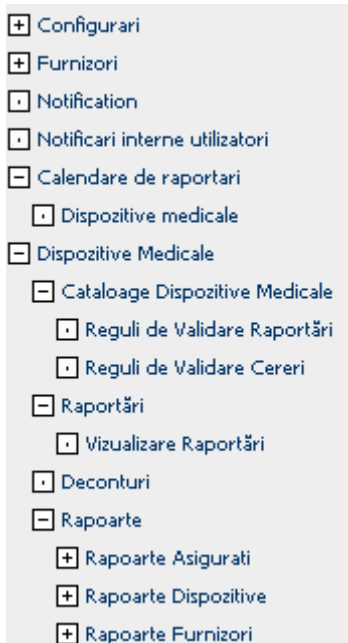 Configurari
Furnizori
Notification
Notificari interne utilizatori
Calendare de raportari
Dispozitive medicale
Dispozitive Medicale
Cataloage Dispozitive Medicale
Reguli de Validare Raportări
Reguli de Validare Cereri
Raportări
Vizualizare Raportări
Deconturi
Rapoarte
Rapoarte Asigurati
Rapoarte Dispozitive
Rapoarte Furnizori